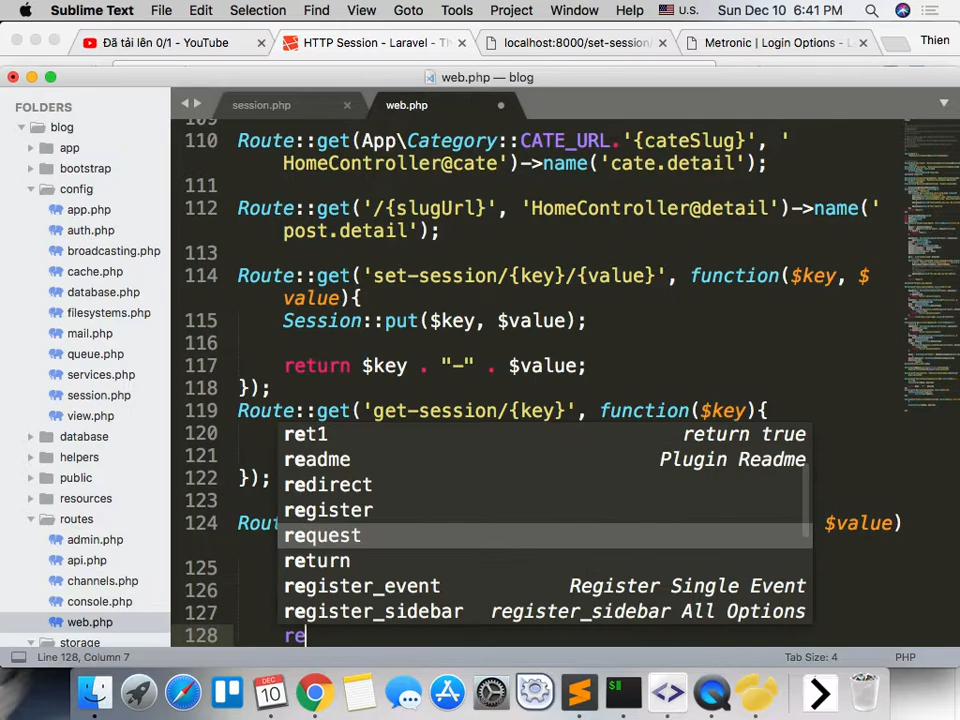 Sublime Text File Edit Selection Find View Goto Tools Project Window Help U.S. Sun Dec 10 6:41 PM
Đã tải lên 0/1 - YouTube HTTP Session - Laravel - Th localhost:8000/set-session/ Metronic | Login Options - L Thien
web.php — blog
FOLDERS
blog
app
bootstrap
config
app.php
auth.php
broadcasting.php
cache.php
database.php
filesystems.php
mail.php
queue.php
services.php
session.php
view.php
database
helpers
public
resources
routes
admin.php
api.php
channels.php
console.php
web.php
storage
session.php web.php
109
110 Route::get(App\Category::CATE_URL.'{cateSlug}', '
HomeController@cate')->name('cate.detail');
111
112 Route::get('/{slugUrl}', 'HomeController@detail')->name('
post.detail');
113
114 Route::get('set-session/{key}/{value}', function($key, $
value){
115 Session::put($key, $value);
116
117 return $key . "-" . $value;
118 });
119 Route::get('get-session/{key}', function($key){
120
121
122 });
123
124 Rout $value)
125
126
127
128 re
ret1 return true
readme Plugin Readme
redirect
register
request
return
register_event Register Single Event
register_sidebar register_sidebar All Options
Line 128, Column 7 Tab Size: 4 PHP
DEC
10